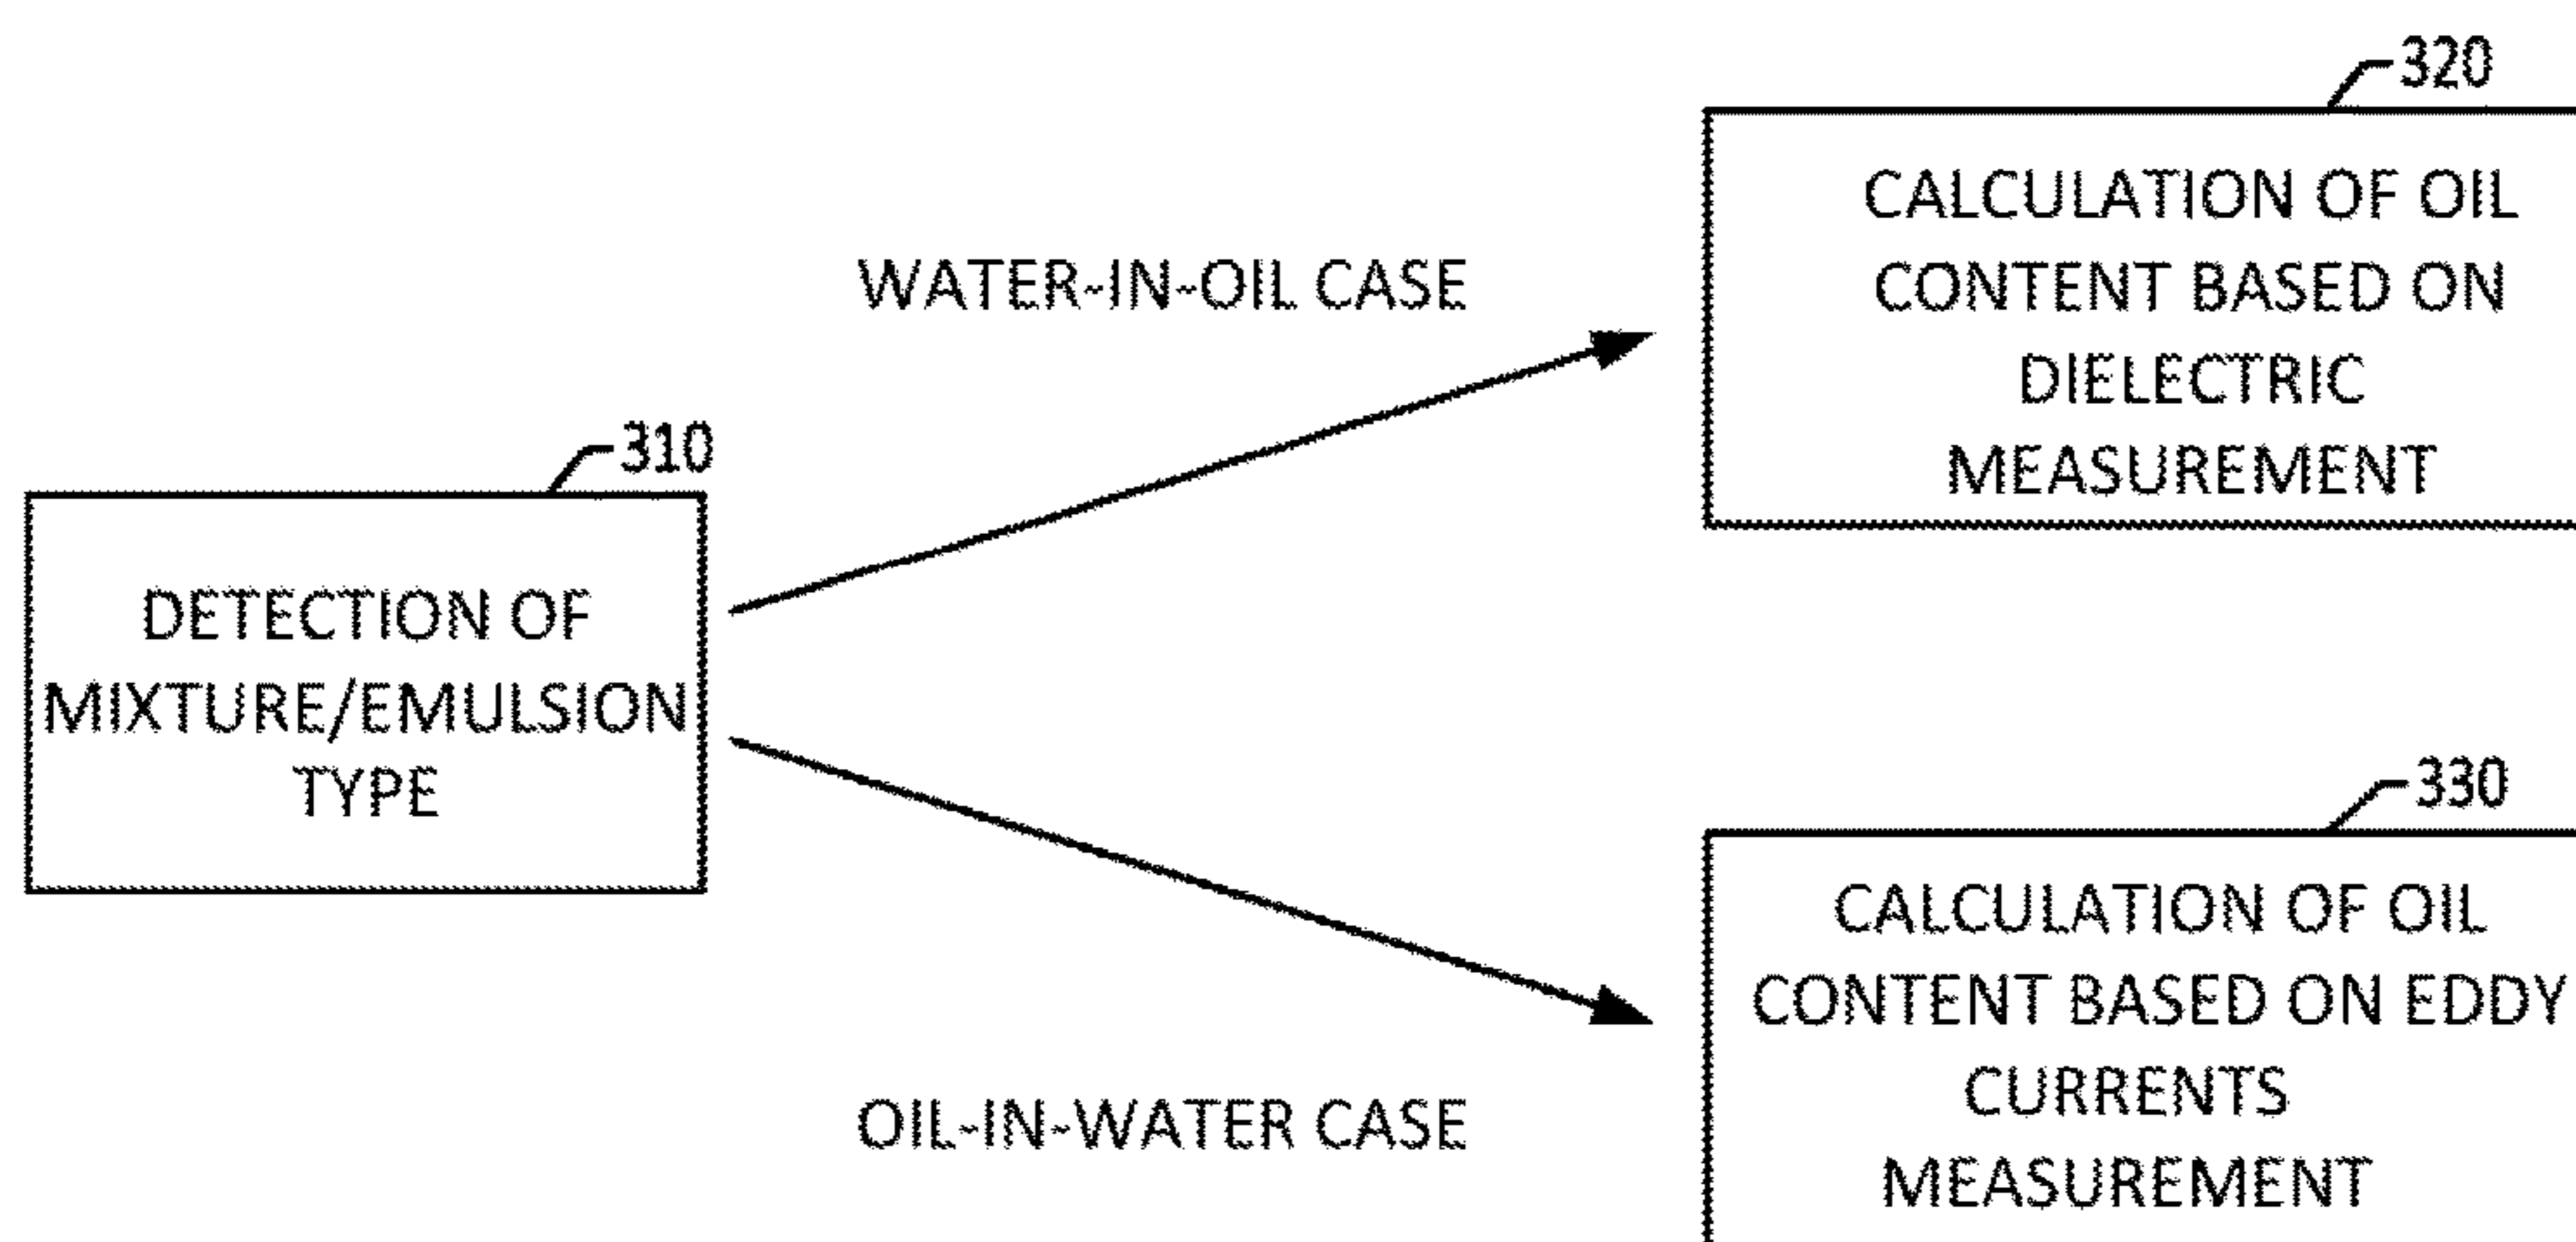 320
CALCULATION OF OIL
CONTENT BASED ON
DIELECTRIC
MEASUREMENT
WATER-IN-OIL CASE
310
DETECTION OF
MIXTURE/EMULSION
TYPE
330
CALCULATION OF OIL
CONTENT BASED ON EDDY
CURRENTS
MEASUREMENT
OIL-IN-WATER CASE